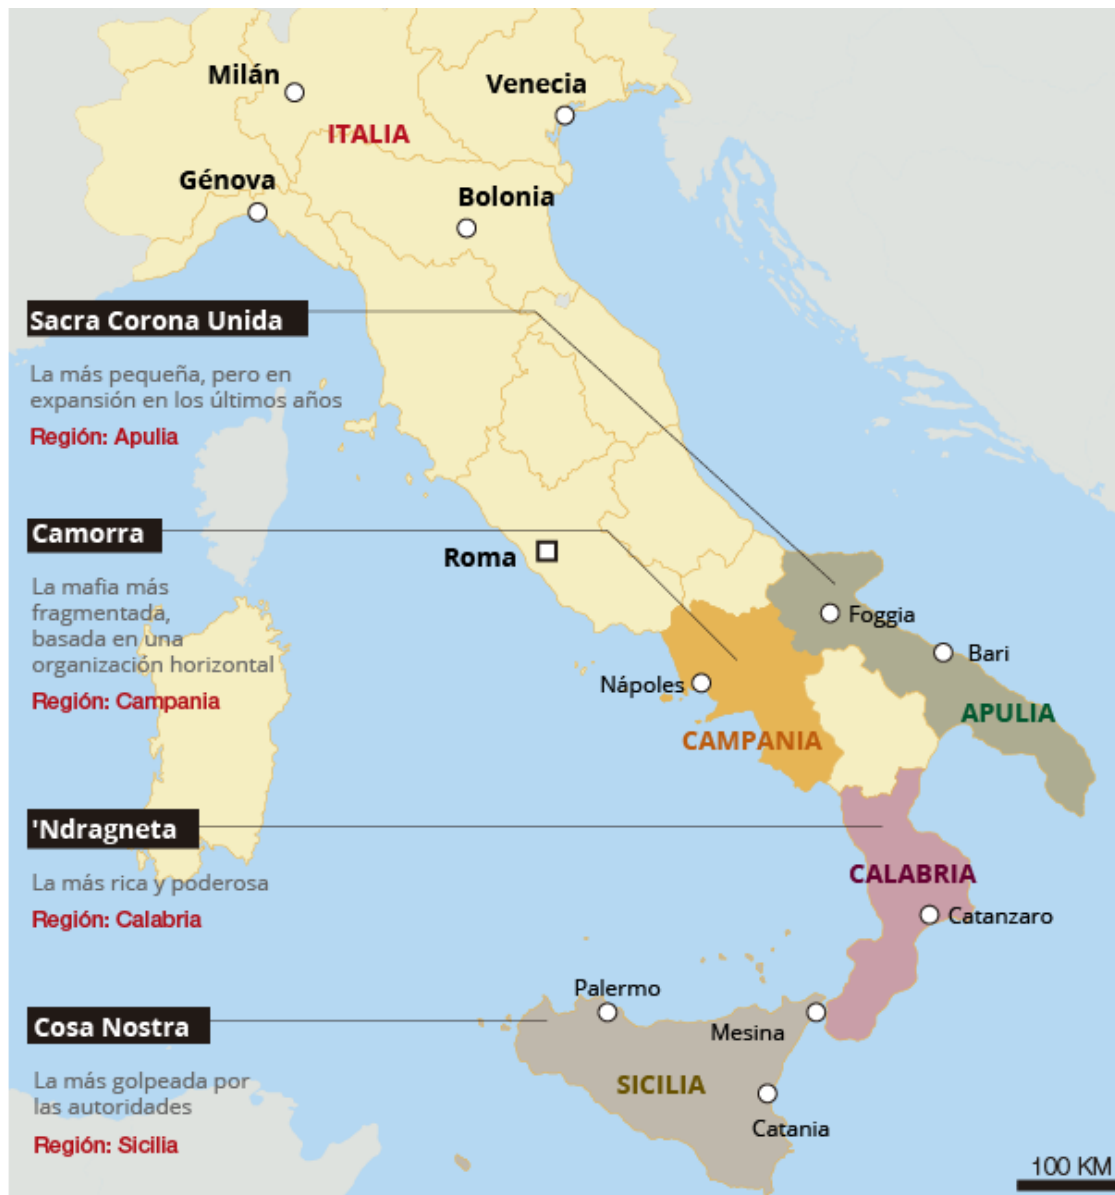 Milán
Venecia
ITALIA
Génova
Bolonia
Sacra Corona Unida
La más pequeña, pero en
expansión en los últimos años
Región: Apulia
Camorra
Roma
La mafia más
fragmentada,
basada en una
organización horizontal
Región: Campania
Foggia
Bari
Nápoles
APULIA
CAMPANIA
'Ndragneta
La más rica y poderosa
Región: Calabria
CALABRIA
Catanzaro
Cosa Nostra
La más golpeada por
las autoridades
Región: Sicilia
Palermo
Mesina
SICILIA
Catania
100 KM